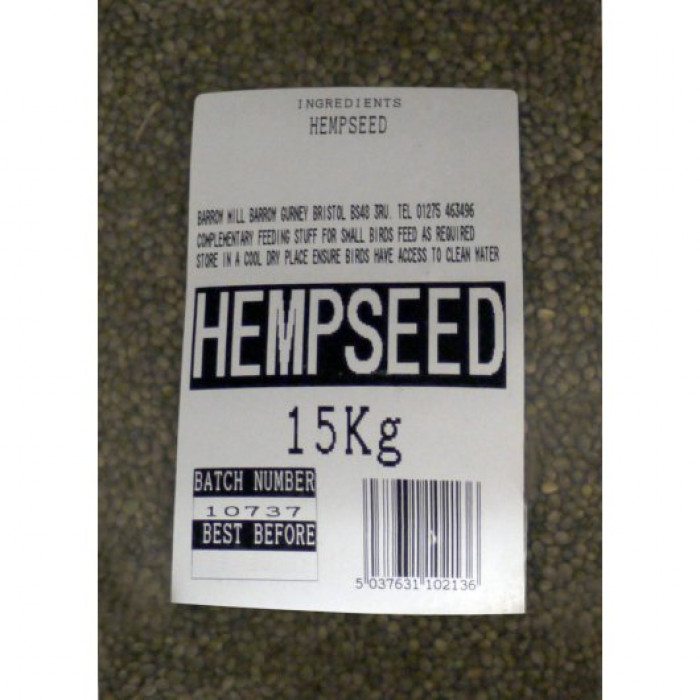 INGREDIENTS
HEMPSEED
BARROW MILL BARROW GURNEY BRISTOL BS48 3RU. TEL 01275 463496
COMPLEMENTARY FEEDING STUFF FOR SMALL BIRDS FEED AS REQUIRED
STORE IN A COOL DRY PLACE ENSURE BIRDS HAVE ACCESS TO CLEAN WATER
HEMPSEED
15Kg
BATCH NUMBER
10737
BEST BEFORE
5 037631 102136